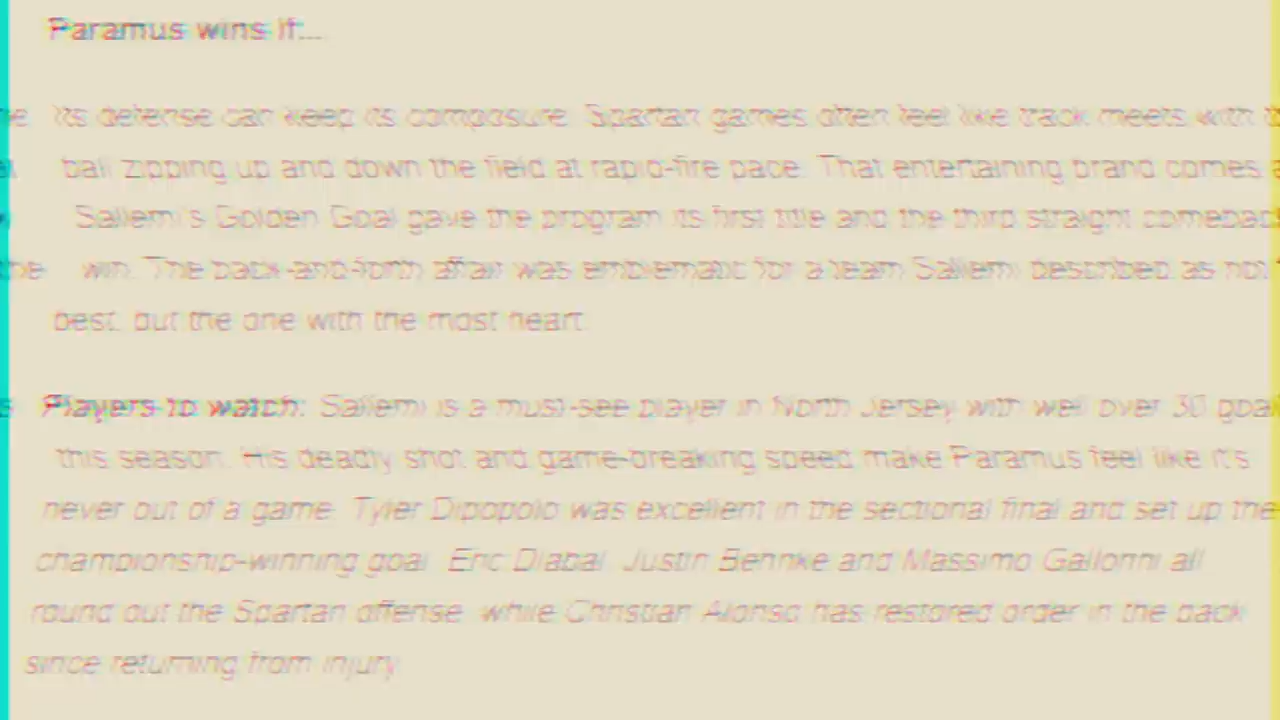 Paramus wins if...
Its defense can keep its composure. Spartan games often feel like track meets with
ball zipping up and down the field at rapid-fire pace. That entertaining brand comes
Sallemi's Golden Goal gave the program its first title and the third straight comeback
the win. The back-and-forth affair was emblematic for a team Sallemi described as not
best, but the one with the most heart.
Players to watch: Sallemi is a must-see player in North Jersey with well over 30 goals
this season. His deadly shot and game-breaking speed make Paramus feel like it's
never out of a game. Tyler Dipopolo was excellent in the sectional final and set up the
championship-winning goal. Eric Diabal, Justin Behnke and Massimo Gallorini all
round out the Spartan offense, while Christian Alonso has restored order in the back
since returning from injury.